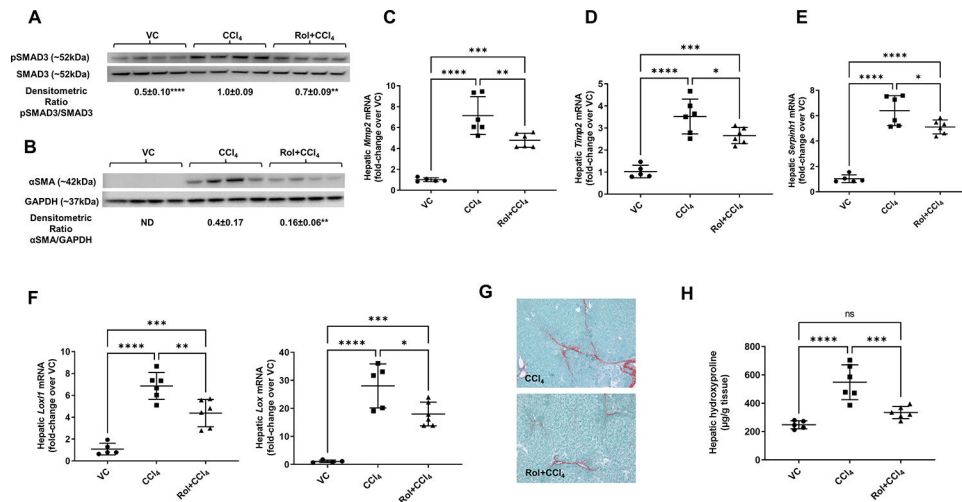 A
VC
CCl4
Rol+CCl4
pSMAD3 (~52kDa)
SMAD3 (~52kDa)
Densitometric
Ratio
pSMAD3/SMAD3
0.5±0.10****
1.0±0.09
0.7±0.09**
B
VC
CCl4
Rol+CCl4
αSMA (~42kDa)
GAPDH (~37kDa)
Densitometric
Ratio
αSMA/GAPDH
ND
0.4±0.17
0.16±0.06**
C
Hepatic Mmp2 mRNA
(fold-change over VC)
10
8
6
4
2
0
***
**** **
VC
CCl4
Rol+CCl4
D
Hepatic Timp2 mRNA
(fold-change over VC)
5
4
3
2
1
0
***
**** *
VC
CCl4
Rol+CCl4
E
Hepatic Serpinh1 mRNA
(fold-change over VC)
8
6
4
2
0
****
**** *
VC
CCl4
Rol+CCl4
F
Hepatic Loxl1 mRNA
(fold-change over VC)
10
8
6
4
2
0
***
**** **
VC
CCl4
Rol+CCl4
Hepatic Lox mRNA
(fold-change over VC)
40
30
20
10
0
***
**** *
VC
CCl4
Rol+CCl4
G
CCl4
Rol+CCl4
H
Hepatic hydroxyproline
(µg/g tissue)
800
600
400
200
0
ns
**** ***
VC
CCl4
Rol+CCl4